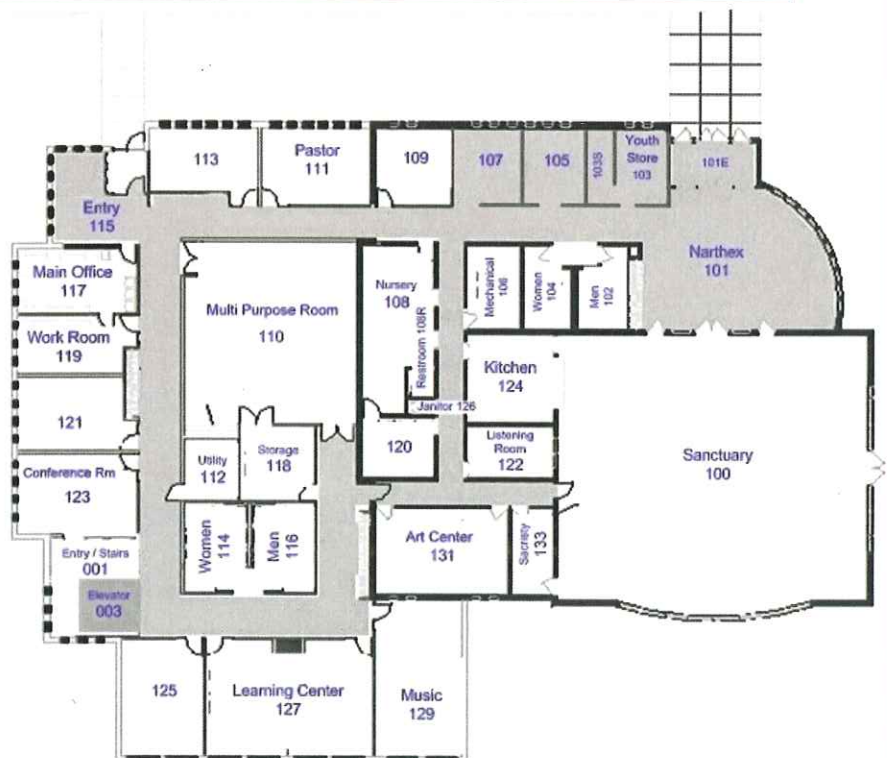 113
Pastor
111
109
107
105
103S
Youth
Store
103
101E
Entry
115
Narthex
101
Main Office
117
Multi Purpose Room
110
Nursery
108
Restroom 108R
Mechanical
106
Women
104
Men
102
Work Room
119
Kitchen
124
Janitor 126
121
120
Listening
Room
122
Sanctuary
100
Utility
112
Storage
118
Conference Rm
123
Women
114
Men
116
Art Center
131
Sacristy
133
Entry / Stairs
001
Elevator
003
125
Learning Center
127
Music
129